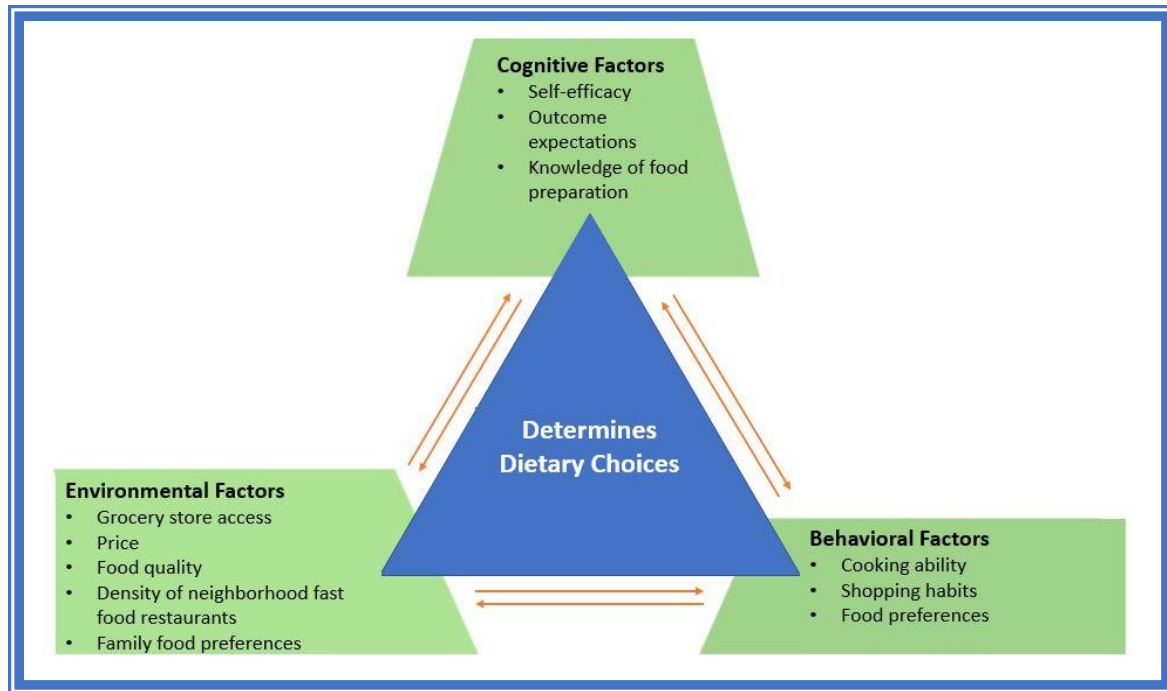 Cognitive Factors
• Self-efficacy
• Outcome
expectations
• Knowledge of food
preparation
Determines
Dietary Choices
Environmental Factors
• Grocery store access
• Price
• Food quality
• Density of neighborhood fast
food restaurants
• Family food preferences
Behavioral Factors
• Cooking ability
• Shopping habits
• Food preferences